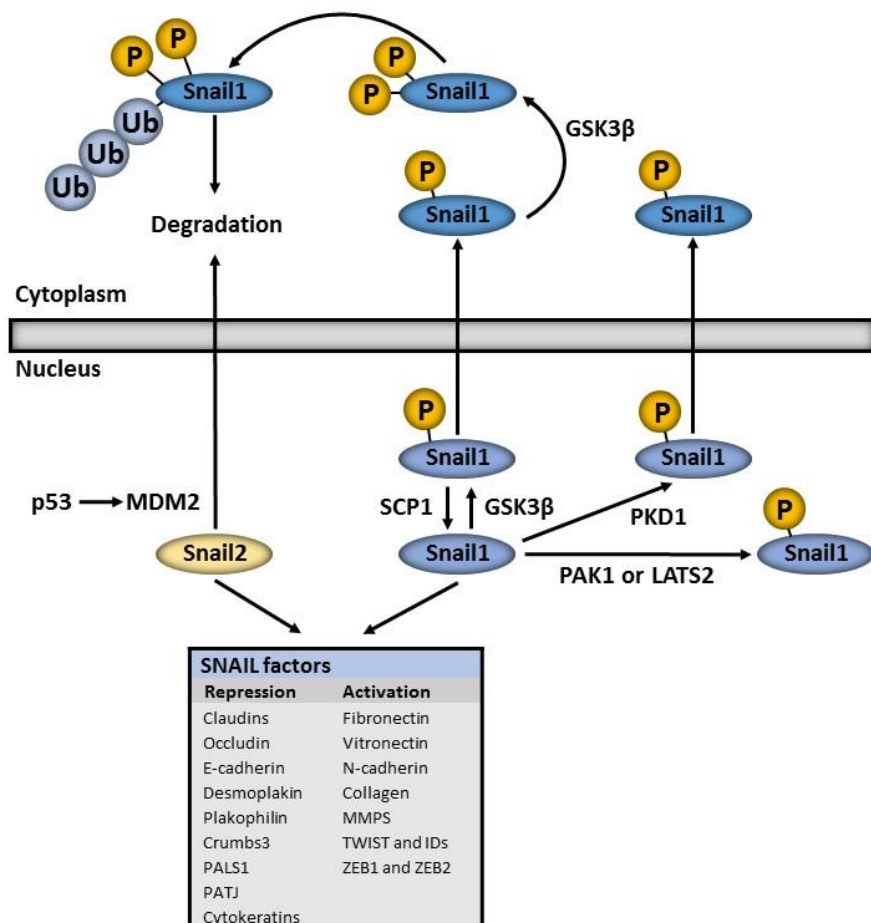 P
P
Snail1
Ub
Ub
Ub
P
P
Snail1
GSK3β
P
Snail1
P
Snail1
Degradation
Cytoplasm
Nucleus
P
Snail1
P
Snail1
p53
MDM2
SCP1
GSK3β
PKD1
P
Snail2
Snail1
Snail1
PAK1 or LATS2
SNAIL factors
Repression Activation
Claudins Fibronectin
Occludin Vitronectin
E-cadherin N-cadherin
Desmoplakin Collagen
Plakophilin MMPS
Crumbs3 TWIST and IDs
PALS1 ZEB1 and ZEB2
PATJ
Cytokeratins